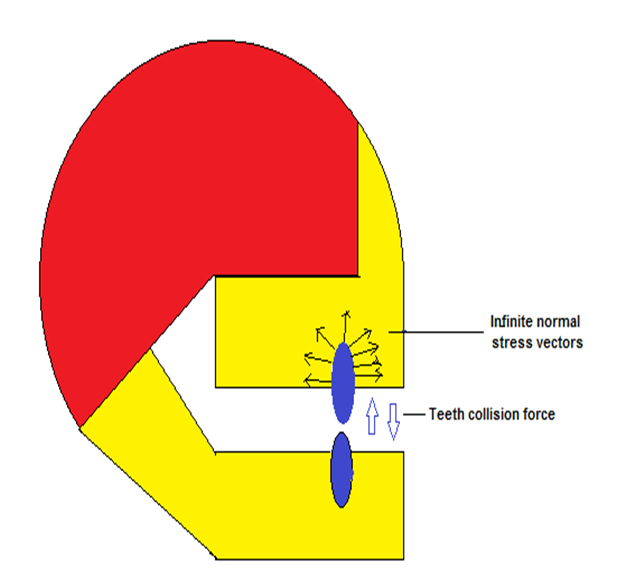 Infinite normal
stress vectors
Teeth collision force